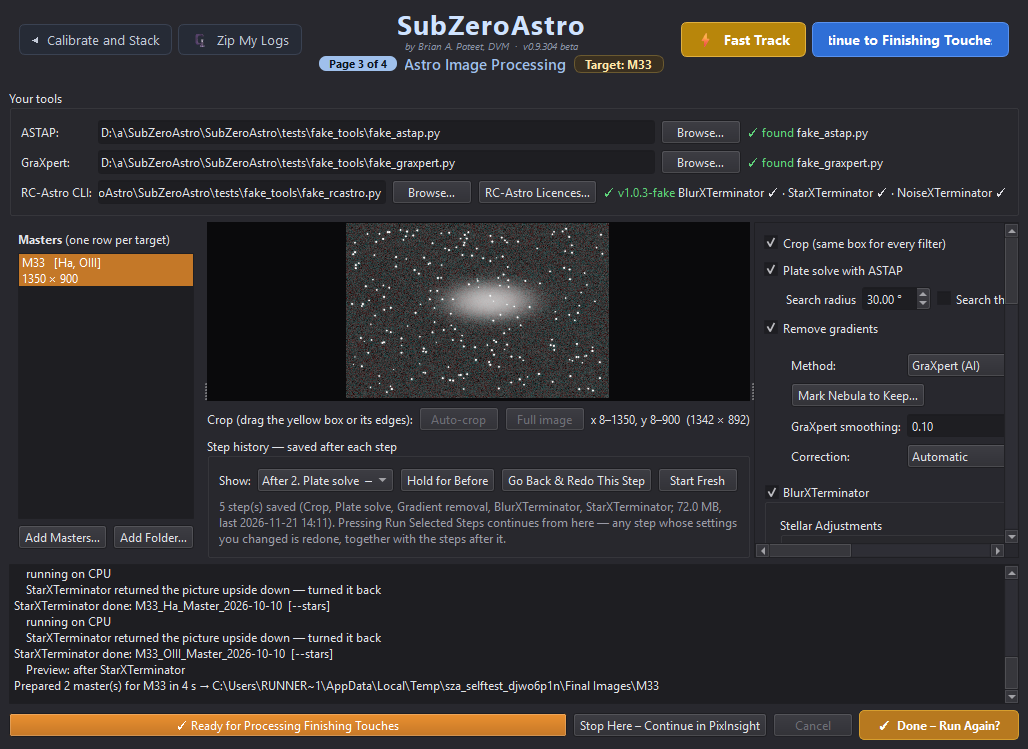 ◄ Calibrate and Stack
Zip My Logs
SubZeroAstro
by Brian A. Poteet, DVM · v0.9.304 beta
Page 3 of 4
Astro Image Processing
Target: M33
Fast Track
tinue to Finishing Touche
Your tools
ASTAP:
D:\a\SubZeroAstro\SubZeroAstro\tests\fake_tools\fake_astap.py
Browse...
✓ found fake_astap.py
GraXpert:
D:\a\SubZeroAstro\SubZeroAstro\tests\fake_tools\fake_graxpert.py
Browse...
✓ found fake_graxpert.py
RC-Astro CLI:
oAstro\SubZeroAstro\tests\fake_tools\fake_rcastro.py
Browse...
RC-Astro Licences...
✓ v1.0.3-fake BlurXTerminator ✓ · StarXTerminator ✓ · NoiseXTerminator ✓
Masters (one row per target)
M33 [Ha, OIII]
1350 × 900
Add Masters...
Add Folder...
Crop (drag the yellow box or its edges):
Auto-crop
Full image
x 8–1350, y 8–900 (1342 × 892)
Step history — saved after each step
Show:
After 2. Plate solve –
Hold for Before
Go Back & Redo This Step
Start Fresh
5 step(s) saved (Crop, Plate solve, Gradient removal, BlurXTerminator, StarXTerminator; 72.0 MB,
last 2026-11-21 14:11). Pressing Run Selected Steps continues from here — any step whose settings
you changed is redone, together with the steps after it.
✓ Crop (same box for every filter)
✓ Plate solve with ASTAP
Search radius
30.00 °
Search th
✓ Remove gradients
Method:
GraXpert (AI)
Mark Nebula to Keep...
GraXpert smoothing:
0.10
Correction:
Automatic
✓ BlurXTerminator
Stellar Adjustments
running on CPU
StarXTerminator returned the picture upside down — turned it back
StarXTerminator done: M33_Ha_Master_2026-10-10 [--stars]
running on CPU
StarXTerminator returned the picture upside down — turned it back
StarXTerminator done: M33_OIII_Master_2026-10-10 [--stars]
Preview: after StarXTerminator
Prepared 2 master(s) for M33 in 4 s → C:\Users\RUNNER~1\AppData\Local\Temp\sza_selftest_djwo6p1n\Final Images\M33
✓ Ready for Processing Finishing Touches
Stop Here – Continue in PixInsight
Cancel
✓ Done – Run Again?